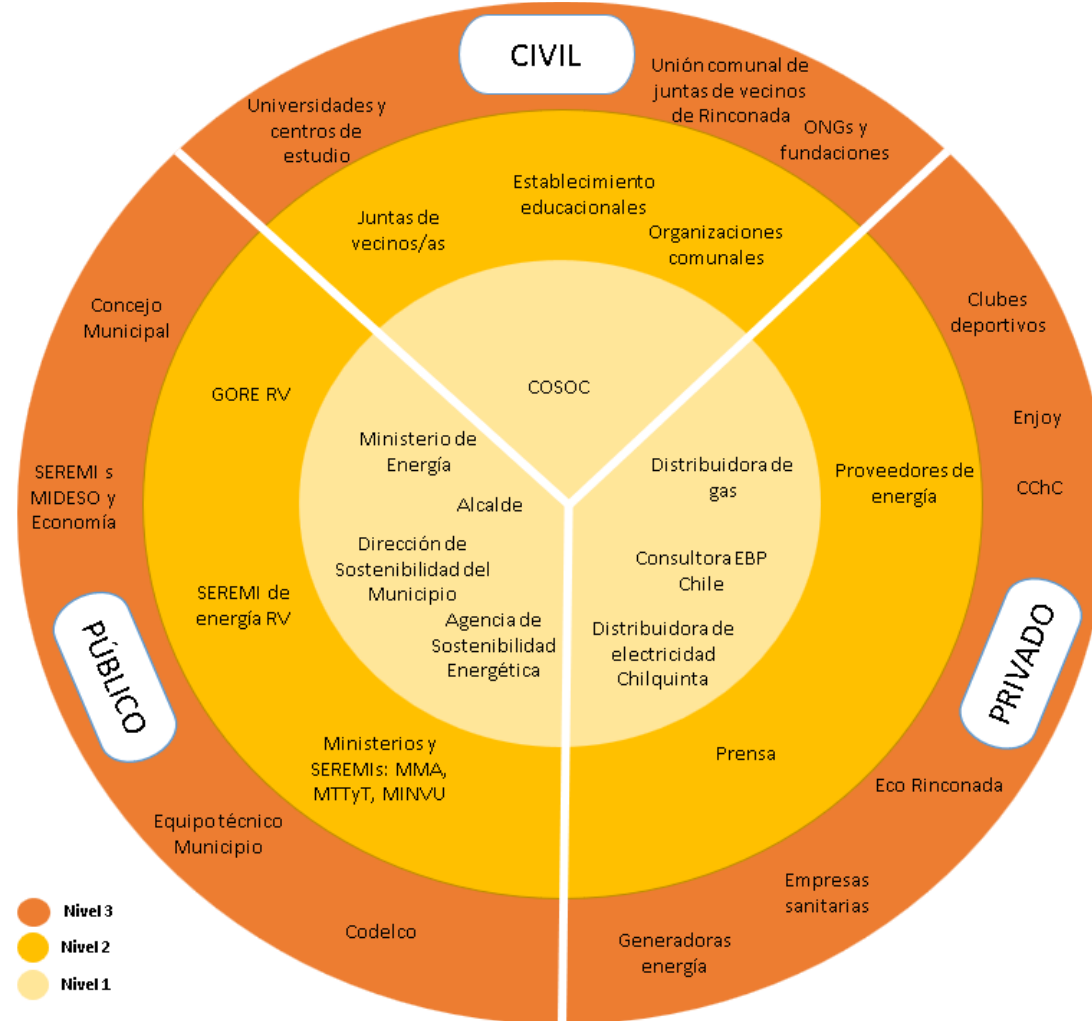 CIVIL
Universidades y
centros de
estudio
Unión comunal de
juntas de vecinos
de Rinconada
ONGs y
fundaciones
Juntas de
vecinos/as
Establecimiento
educacionales
Organizaciones
comunales
COSOC
Concejo
Municipal
GORE RV
SEREMI s
MIDESO y
Economía
SEREMI de
energía RV
Ministerio de
Energía
Alcalde
Dirección de
Sostenibilidad del
Municipio
Agencia de
Sostenibilidad
Energética
PÚBLICO
Ministerios y
SEREMIs: MMA,
MTTyT, MINVU
Equipo técnico
Municipio
Codelco
Clubes
deportivos
Enjoy
CChC
Proveedores de
energía
Distribuidora de
gas
Consultora EBP
Chile
Distribuidora de
electricidad
Chilquinta
PRIVADO
Prensa
Eco Rinconada
Empresas
sanitarias
Generadoras
energía
Nivel 3
Nivel 2
Nivel 1